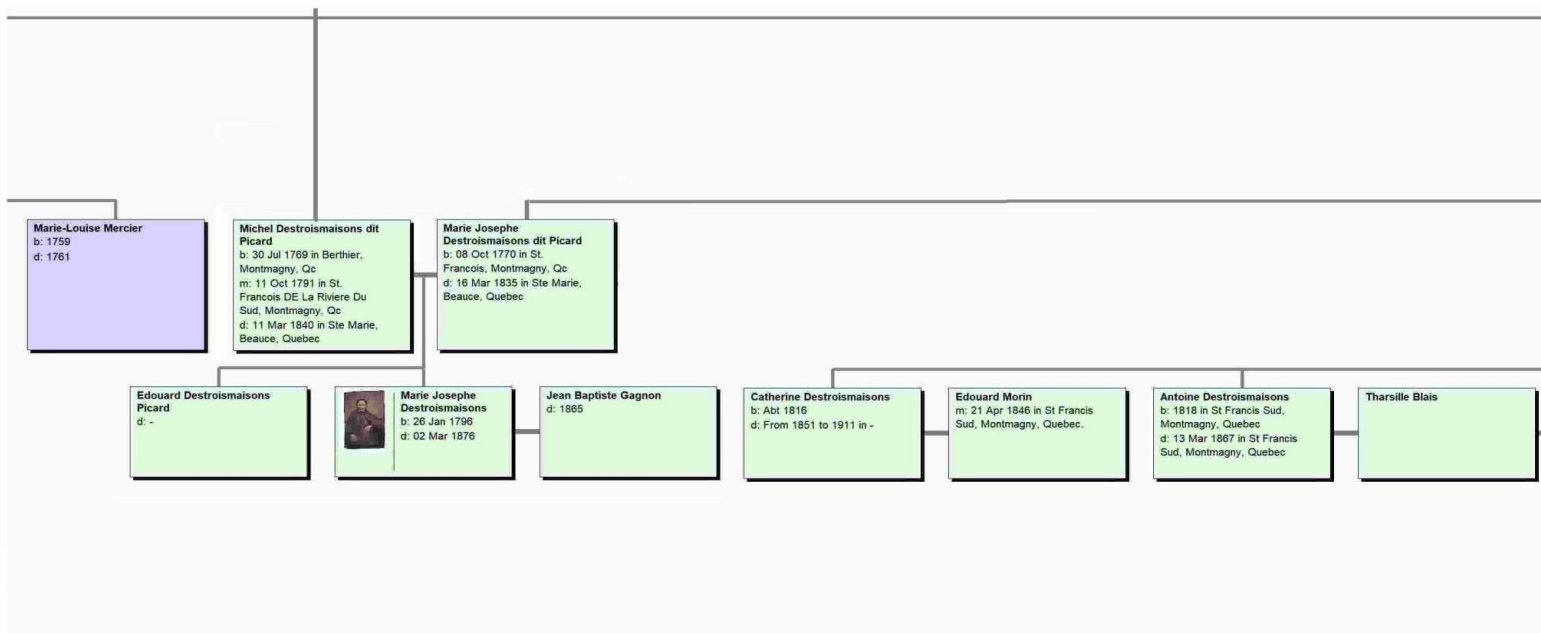 Marie-Louise Mercier
b: 1759
d: 1761
Michel Destroismaisons dit
Picard
b: 30 Jul 1769 in Berthier,
Montmagny, Qc
m: 11 Oct 1791 in St.
Francois DE La Riviere Du
Sud, Montmagny, Qc
d: 11 Mar 1840 in Ste Marie,
Beauce, Quebec
Marie Josephe
Destroismaisons dit Picard
b: 08 Oct 1770 in St.
Francois, Montmagny, Qc
d: 16 Mar 1835 in Ste Marie,
Beauce, Quebec
Edouard Destroismaisons
Picard
d: -
Marie Josephe
Destroismaisons
b: 26 Jan 1796
d: 02 Mar 1876
Jean Baptiste Gagnon
d: 1865
Catherine Destroismaisons
b: Abt 1816
d: From 1851 to 1911 in -
Edouard Morin
m: 21 Apr 1846 in St Francis
Sud, Montmagny, Quebec.
Antoine Destroismaisons
b: 1818 in St Francis Sud,
Montmagny, Quebec
d: 13 Mar 1867 in St Francis
Sud, Montmagny, Quebec
Tharsille Blais